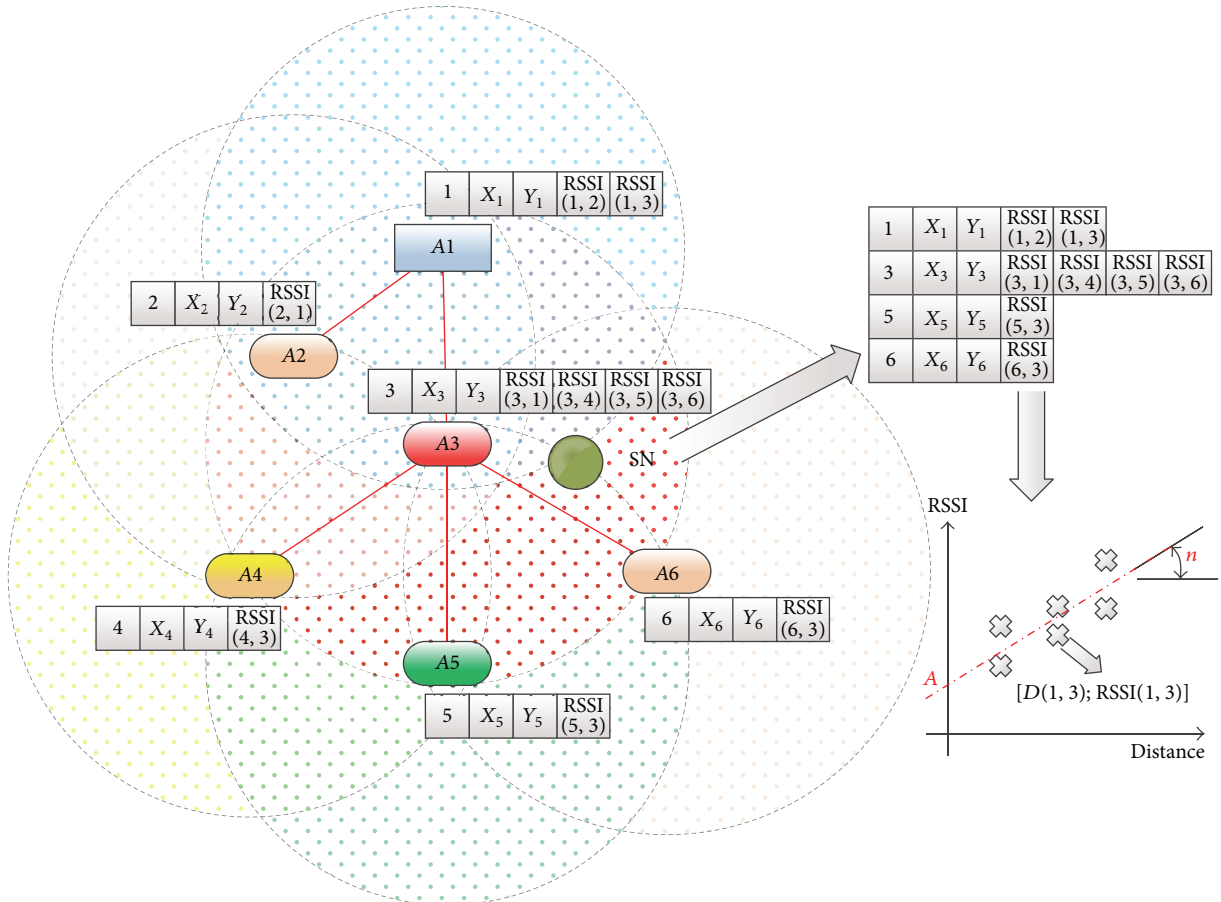 1 X₁ Y₁ RSSI (1, 2) RSSI (1, 3)
A1
2 X₂ Y₂ RSSI (2, 1)
A2
3 X₃ Y₃ RSSI (3, 1) RSSI (3, 4) RSSI (3, 5) RSSI (3, 6)
A3
SN
A4
4 X₄ Y₄ RSSI (4, 3)
A6
6 X₆ Y₆ RSSI (6, 3)
A5
5 X₅ Y₅ RSSI (5, 3)
1 X₁ Y₁ RSSI (1, 2) RSSI (1, 3)
3 X₃ Y₃ RSSI (3, 1) RSSI (3, 4) RSSI (3, 5) RSSI (3, 6)
5 X₅ Y₅ RSSI (5, 3)
6 X₆ Y₆ RSSI (6, 3)
RSSI
n
A
[D(1, 3); RSSI(1, 3)]
Distance